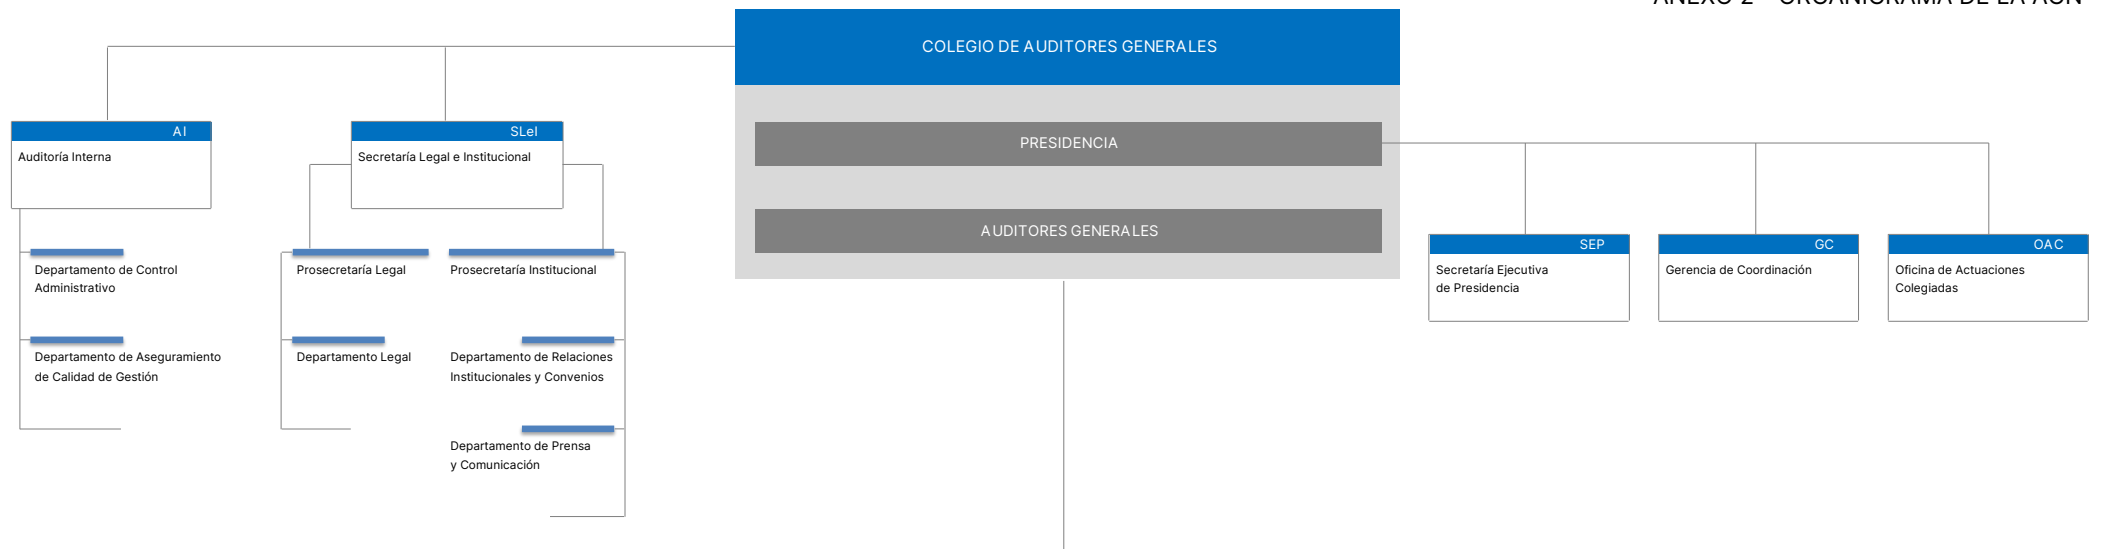 ANEXO 2 - ORGANIGRAMA DE LA AGN
COLEGIO DE AUDITORES GENERALES
PRESIDENCIA
AUDITORES GENERALES
AI
Auditoría Interna
Departamento de Control
Administrativo
Departamento de Aseguramiento
de Calidad de Gestión
SLeI
Secretaría Legal e Institucional
Prosecretaría Legal
Departamento Legal
Prosecretaría Institucional
Departamento de Relaciones
Institucionales y Convenios
Departamento de Prensa
y Comunicación
SEP
Secretaría Ejecutiva
de Presidencia
GC
Gerencia de Coordinación
OAC
Oficina de Actuaciones
Colegiadas